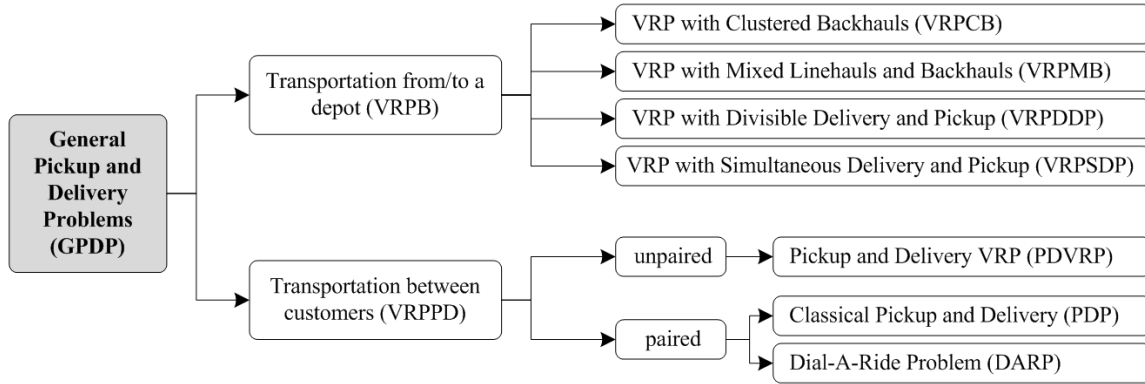 General
Pickup and
Delivery
Problems
(GPDP)
Transportation from/to a
depot (VRPB)
VRP with Clustered Backhauls (VRPCB)
VRP with Mixed Linehauls and Backhauls (VRPMB)
VRP with Divisible Delivery and Pickup (VRPDDP)
VRP with Simultaneous Delivery and Pickup (VRPSDP)
Transportation between
customers (VRPPD)
unpaired
Pickup and Delivery VRP (PDVRP)
paired
Classical Pickup and Delivery (PDP)
Dial-A-Ride Problem (DARP)